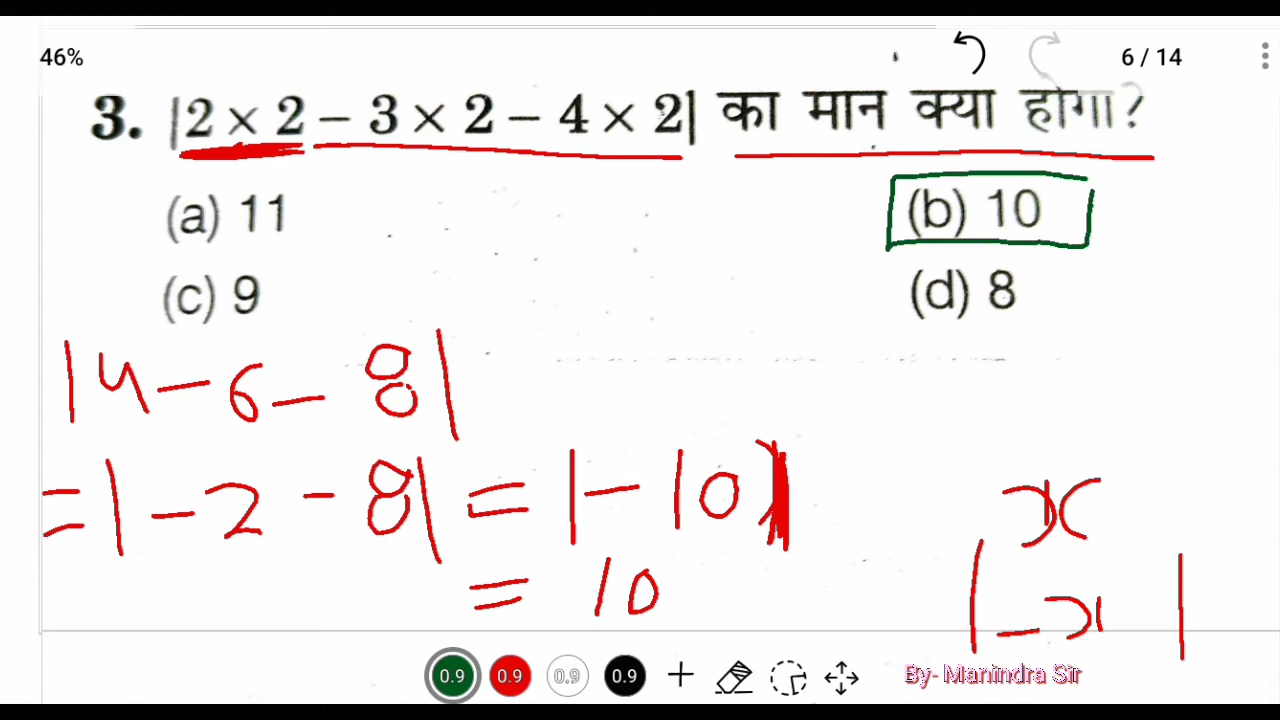 46% 6 / 14
3. |2 × 2 – 3 × 2 – 4 × 2| का मान क्या होगा?
(a) 11 (b) 10
(c) 9 (d) 8
|4 – 6 – 8|
= |– 2 – 8| = |– 10|
x
= 10
|– x |
0.9 0.9 0.9 0.9 +
By- Manindra Sir